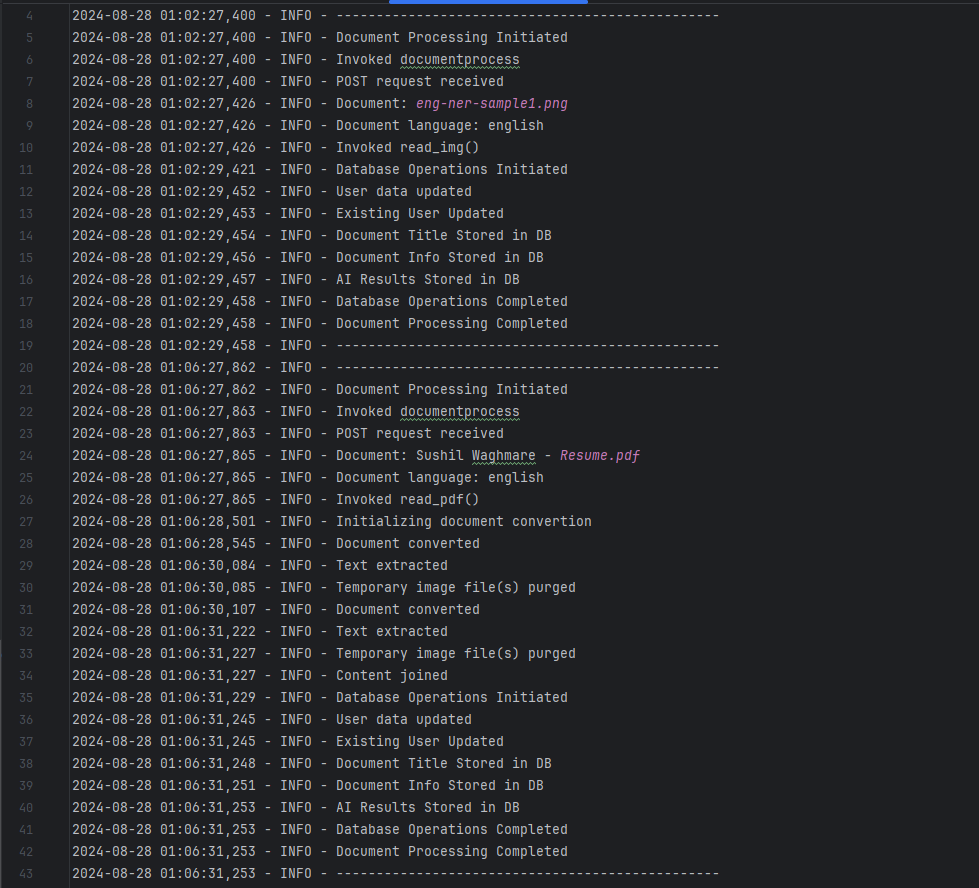 4 2024-08-28 01:02:27,400 - INFO - ------------------------------------------------
5 2024-08-28 01:02:27,400 - INFO - Document Processing Initiated
6 2024-08-28 01:02:27,400 - INFO - Invoked documentprocess
7 2024-08-28 01:02:27,400 - INFO - POST request received
8 2024-08-28 01:02:27,426 - INFO - Document: eng-ner-sample1.png
9 2024-08-28 01:02:27,426 - INFO - Document language: english
10 2024-08-28 01:02:27,426 - INFO - Invoked read_img()
11 2024-08-28 01:02:29,421 - INFO - Database Operations Initiated
12 2024-08-28 01:02:29,452 - INFO - User data updated
13 2024-08-28 01:02:29,453 - INFO - Existing User Updated
14 2024-08-28 01:02:29,454 - INFO - Document Title Stored in DB
15 2024-08-28 01:02:29,456 - INFO - Document Info Stored in DB
16 2024-08-28 01:02:29,457 - INFO - AI Results Stored in DB
17 2024-08-28 01:02:29,458 - INFO - Database Operations Completed
18 2024-08-28 01:02:29,458 - INFO - Document Processing Completed
19 2024-08-28 01:02:29,458 - INFO - ------------------------------------------------
20 2024-08-28 01:06:27,862 - INFO - ------------------------------------------------
21 2024-08-28 01:06:27,862 - INFO - Document Processing Initiated
22 2024-08-28 01:06:27,863 - INFO - Invoked documentprocess
23 2024-08-28 01:06:27,863 - INFO - POST request received
24 2024-08-28 01:06:27,865 - INFO - Document: Sushil Waghmare - Resume.pdf
25 2024-08-28 01:06:27,865 - INFO - Document language: english
26 2024-08-28 01:06:27,865 - INFO - Invoked read_pdf()
27 2024-08-28 01:06:28,501 - INFO - Initializing document convertion
28 2024-08-28 01:06:28,545 - INFO - Document converted
29 2024-08-28 01:06:30,084 - INFO - Text extracted
30 2024-08-28 01:06:30,085 - INFO - Temporary image file(s) purged
31 2024-08-28 01:06:30,107 - INFO - Document converted
32 2024-08-28 01:06:31,222 - INFO - Text extracted
33 2024-08-28 01:06:31,227 - INFO - Temporary image file(s) purged
34 2024-08-28 01:06:31,227 - INFO - Content joined
35 2024-08-28 01:06:31,229 - INFO - Database Operations Initiated
36 2024-08-28 01:06:31,245 - INFO - User data updated
37 2024-08-28 01:06:31,245 - INFO - Existing User Updated
38 2024-08-28 01:06:31,248 - INFO - Document Title Stored in DB
39 2024-08-28 01:06:31,251 - INFO - Document Info Stored in DB
40 2024-08-28 01:06:31,253 - INFO - AI Results Stored in DB
41 2024-08-28 01:06:31,253 - INFO - Database Operations Completed
42 2024-08-28 01:06:31,253 - INFO - Document Processing Completed
43 2024-08-28 01:06:31,253 - INFO - ------------------------------------------------